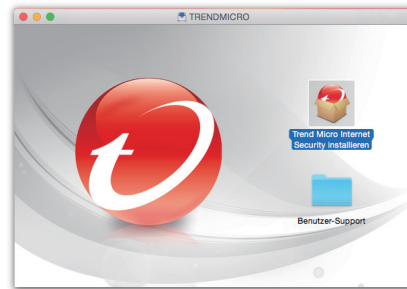 TRENDMICRO
Trend Micro Internet
Security installieren
Benutzer-Support